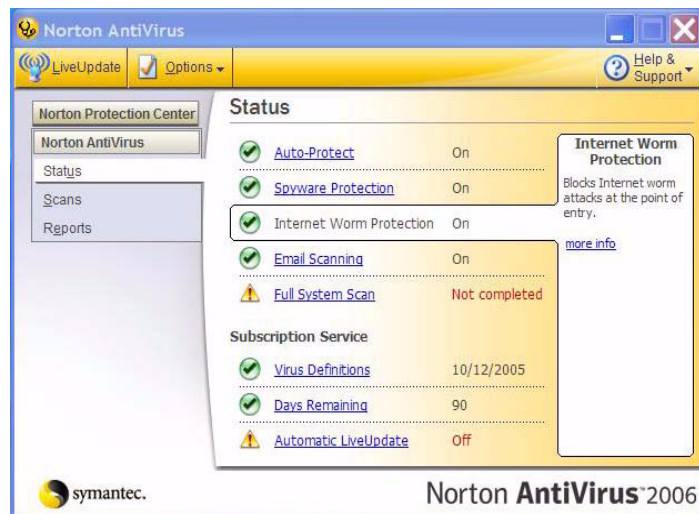 Norton AntiVirus
LiveUpdate
Options
Help & Support
Norton Protection Center
Norton AntiVirus
Status
Scans
Reports
Status
Auto-Protect On
Spyware Protection On
Internet Worm Protection On
Email Scanning On
Full System Scan Not completed
Subscription Service
Virus Definitions 10/12/2005
Days Remaining 90
Automatic LiveUpdate Off
Internet Worm
Protection
Blocks Internet worm
attacks at the point of
entry.
more info
symantec.
Norton AntiVirus™2006